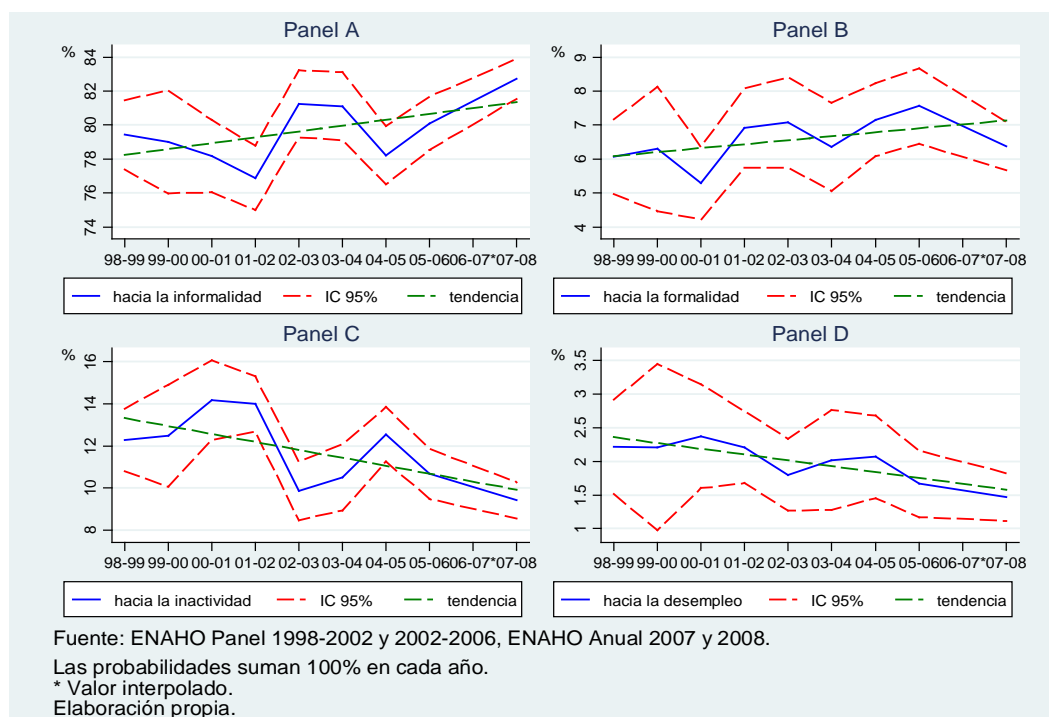 Panel A
%
84
82
80
78
76
74
98-99 99-00 00-01 01-02 02-03 03-04 04-05 05-06 06-07* 07-08
hacia la informalidad IC 95% tendencia
Panel B
%
9
8
7
6
5
4
98-99 99-00 00-01 01-02 02-03 03-04 04-05 05-06 06-07* 07-08
hacia la formalidad IC 95% tendencia
Panel C
%
16
14
12
10
8
98-99 99-00 00-01 01-02 02-03 03-04 04-05 05-06 06-07* 07-08
hacia la inactividad IC 95% tendencia
Panel D
%
3.5
3
2.5
2
1.5
1
98-99 99-00 00-01 01-02 02-03 03-04 04-05 05-06 06-07* 07-08
hacia la desempleo IC 95% tendencia
Fuente: ENAHO Panel 1998-2002 y 2002-2006, ENAHO Anual 2007 y 2008.
Las probabilidades suman 100% en cada año.
* Valor interpolado.
Elaboración propia.